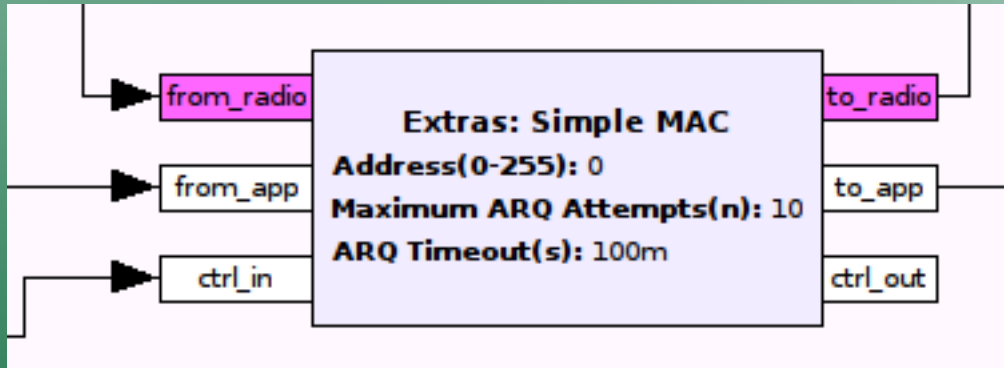 from_radio
from_app
ctrl_in
Extras: Simple MAC
Address(0-255): 0
Maximum ARQ Attempts(n): 10
ARQ Timeout(s): 100m
to_radio
to_app
ctrl_out